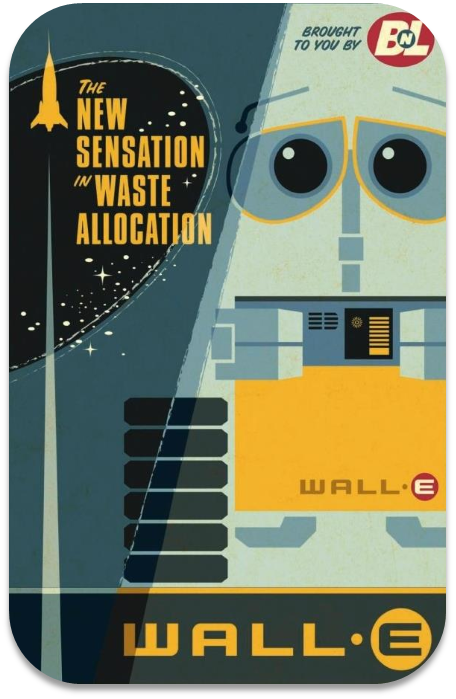 BROUGHT
TO YOU BY
BNL
THE
NEW
SENSATION
IN WASTE
ALLOCATION
WALL·E
WALL·E